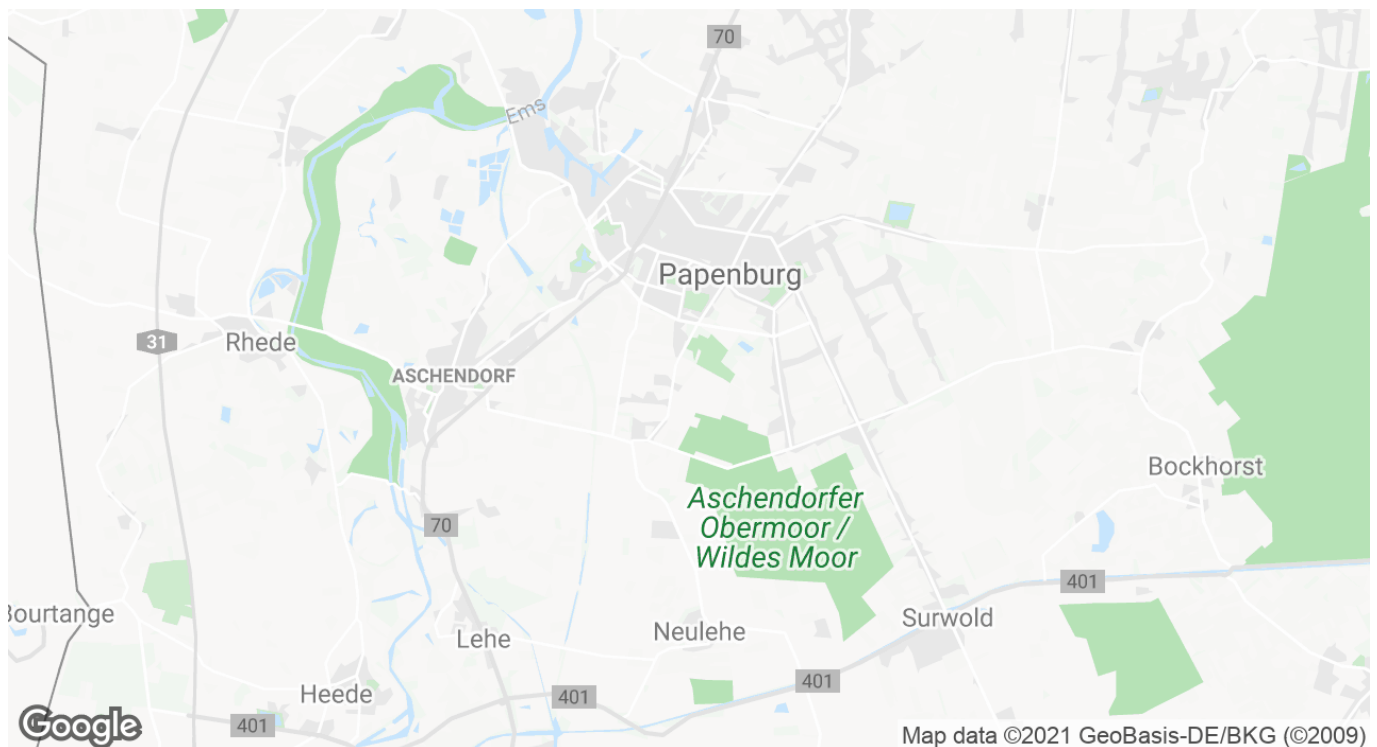 70
Ems
Papenburg
31
Rhede
ASCHENDORF
Bockhorst
Aschendorfer
Obermoor /
Wildes Moor
70
401
Bourtange
Surwold
Neulehe
Lehe
401
Heede
401
401
Google
Map data ©2021 GeoBasis-DE/BKG (©2009)